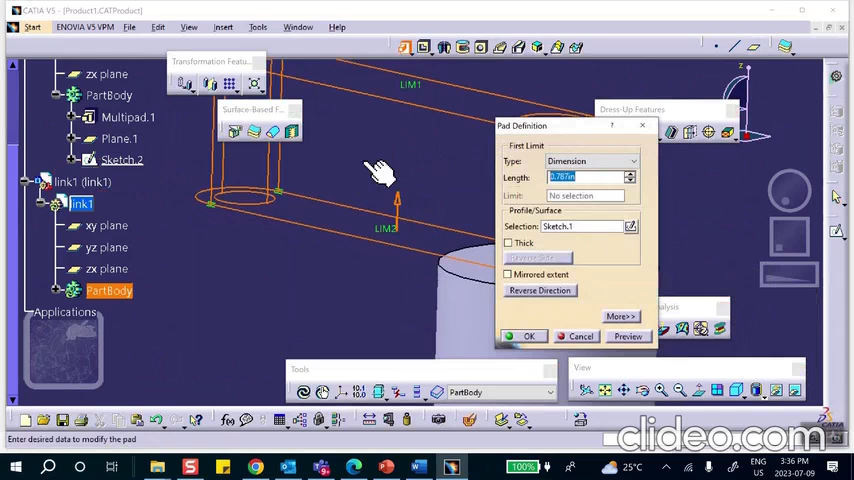 CATIA V5 - [Product1.CATProduct]
Start ENOVIA V5 VPM File Edit View Insert Tools Window Help
Transformation Featu...
zx plane
PartBody
Multipad.1
Plane.1
Sketch.2
link1 (link1)
link1
xy plane
yz plane
zx plane
PartBody
Applications
Surface-Based F...
LIM1
LIM2
Dress-Up Features
z
x
Pad Definition
First Limit
Type: Dimension
Length: 0.787in
Limit: No selection
Profile/Surface
Selection: Sketch.1
Thick
Reverse Side
Mirrored extent
Reverse Direction
More>>
OK Cancel Preview
nalysis
Tools
PartBody
View
Enter desired data to modify the pad
clideo.com
100%
25°C
ENG
US
3:36 PM
2023-07-09